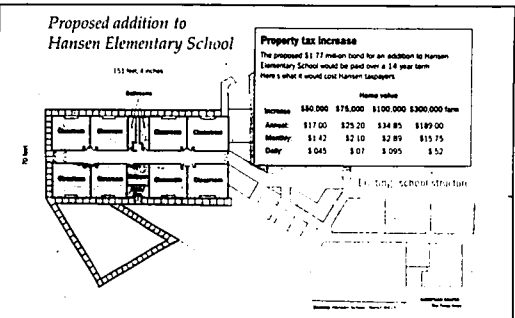 Proposed addition to
Hansen Elementary School
153 feet, 4 inches
Bathrooms
Classroom Classroom Classroom Classroom
70 feet
Classroom Classroom Classroom Classroom
Property tax increase
The proposed $1 77 million bond for an addition to Hansen
Elementary School would be paid over a 14 year term
Here s what it would cost Hansen taxpayers
Home value
Increase $50,000 $75,000 $100,000 $300,000 farm
Annual: $17.00 $25.20 $34.85 $189.00
Monthly: $1.42 $2.10 $2.89 $15.75
Daily: $.045 $.07 $.095 $.52
Existing school structure